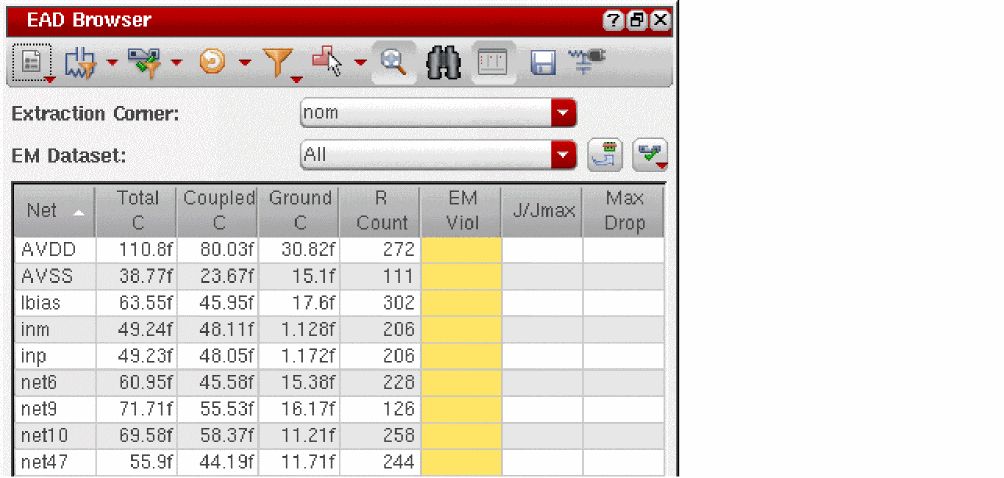 EAD Browser
Extraction Corner: nom
EM Dataset: All
Net Total C Coupled C Ground C R Count EM Viol J/Jmax Max Drop
AVDD 110.8f 80.03f 30.82f 272
AVSS 38.77f 23.67f 15.1f 111
Ibias 63.55f 45.95f 17.6f 302
inm 49.24f 48.11f 1.128f 206
inp 49.23f 48.05f 1.172f 206
net6 60.95f 45.58f 15.38f 228
net9 71.71f 55.53f 16.17f 126
net10 69.58f 58.37f 11.21f 258
net47 55.9f 44.19f 11.71f 244